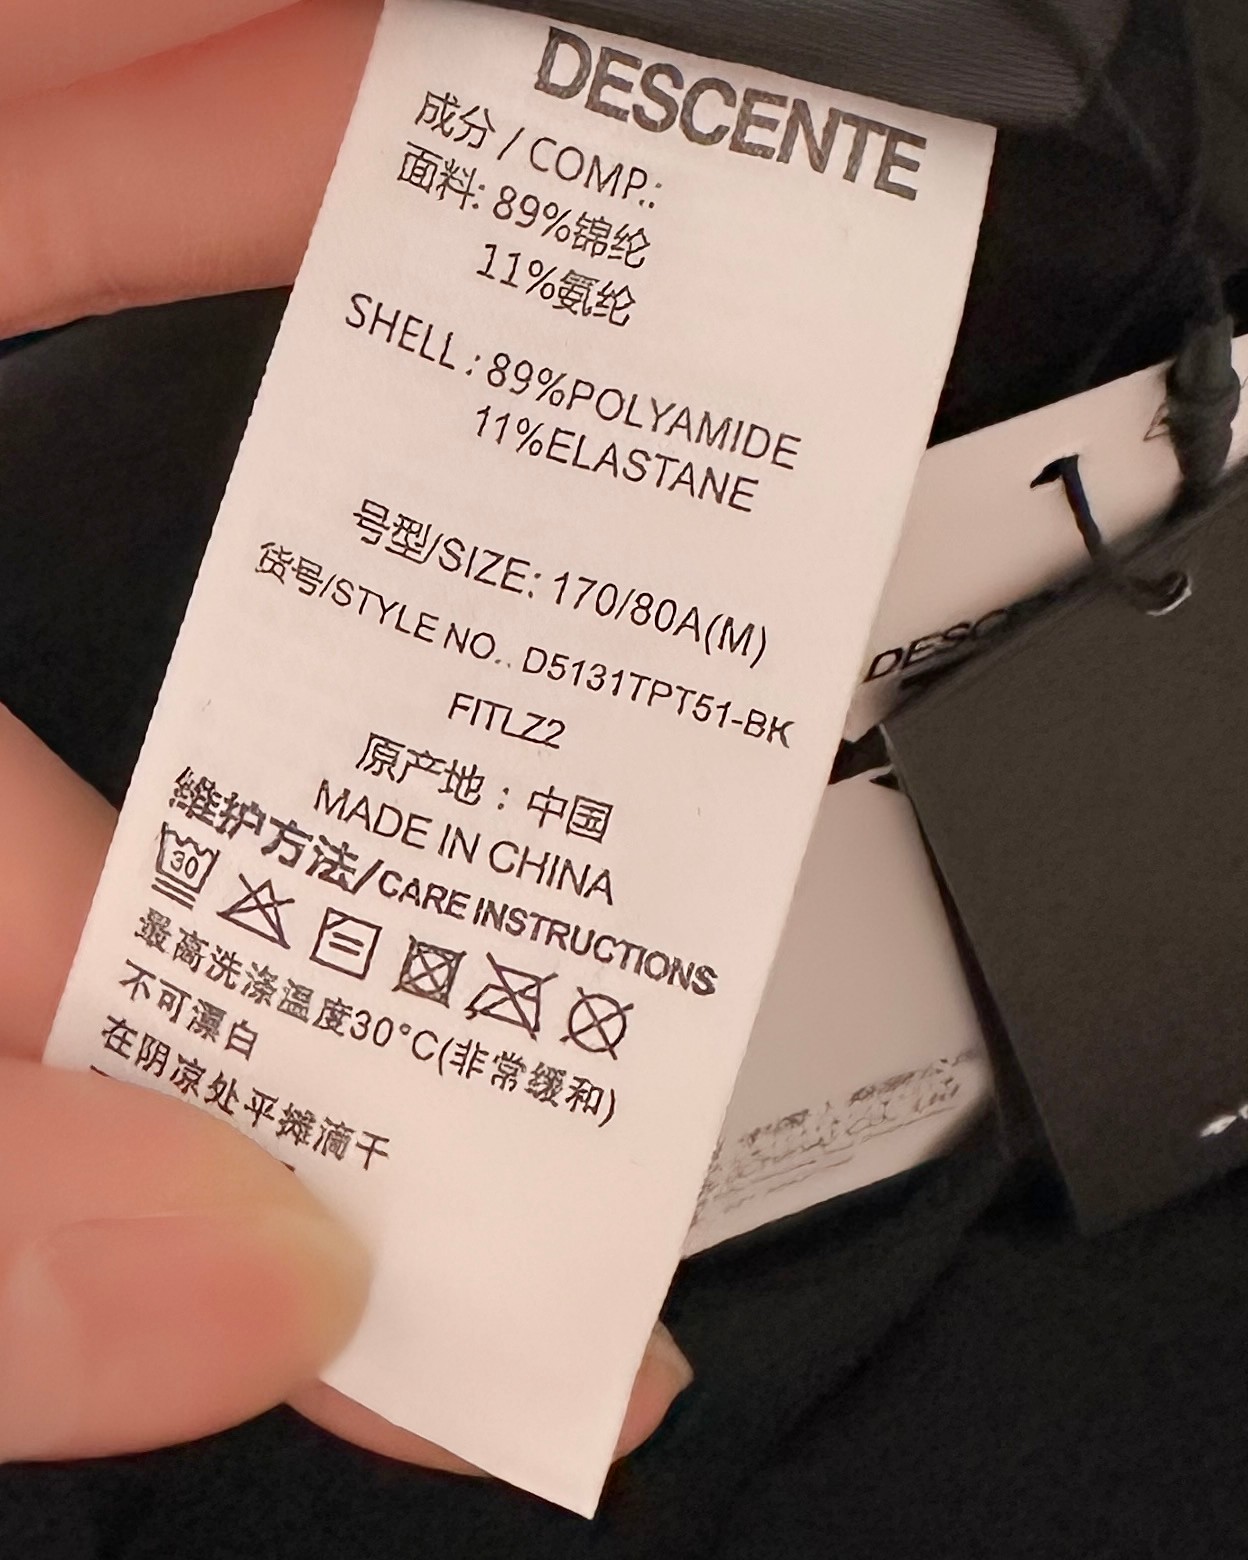 DESCENTE
成分 / COMP.:
面料: 89%锦纶
11%氨纶
SHELL : 89%POLYAMIDE
11%ELASTANE
号型/SIZE: 170/80A(M)
货号/STYLE NO.. D5131TPT51-BK
FITLZ2
原产地：中国
MADE IN CHINA
维护方法/CARE INSTRUCTIONS
30
最高洗涤温度30°C(非常缓和)
不可漂白
在阴凉处平摊滴干